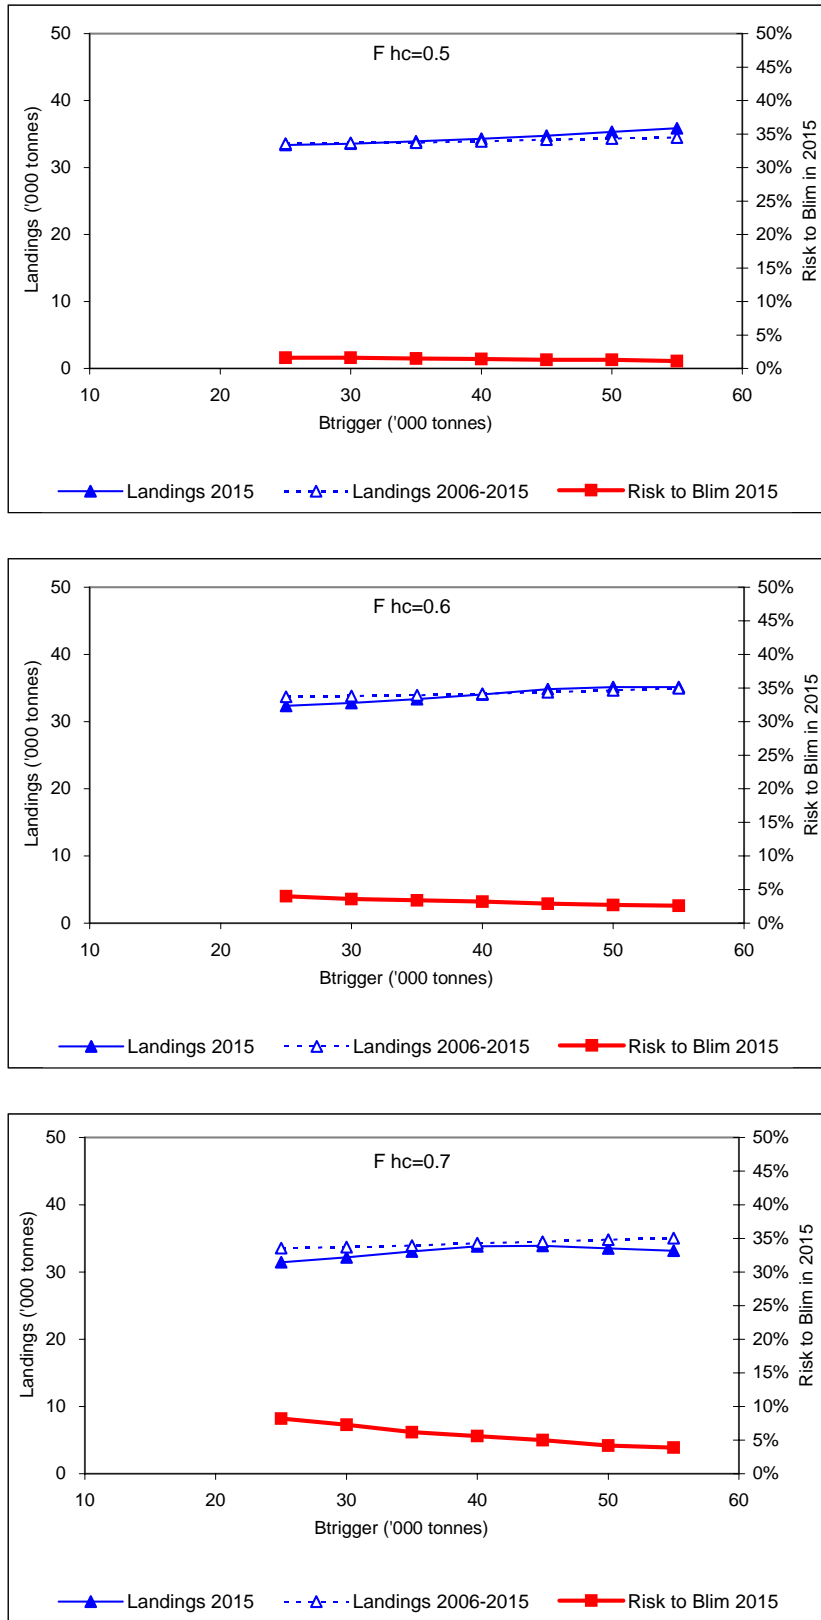 F hc=0.5
50
40
30
20
10
0
50%
45%
40%
35%
30%
25%
20%
15%
10%
5%
0%
Landings ('000 tonnes)
Risk to Blim in 2015
10 20 30 40 50 60
Btrigger ('000 tonnes)
Landings 2015 Landings 2006-2015 Risk to Blim 2015
F hc=0.6
50
40
30
20
10
0
50%
45%
40%
35%
30%
25%
20%
15%
10%
5%
0%
Landings ('000 tonnes)
Risk to Blim in 2015
10 20 30 40 50 60
Btrigger ('000 tonnes)
Landings 2015 Landings 2006-2015 Risk to Blim 2015
F hc=0.7
50
40
30
20
10
0
50%
45%
40%
35%
30%
25%
20%
15%
10%
5%
0%
Landings ('000 tonnes)
Risk to Blim in 2015
10 20 30 40 50 60
Btrigger ('000 tonnes)
Landings 2015 Landings 2006-2015 Risk to Blim 2015